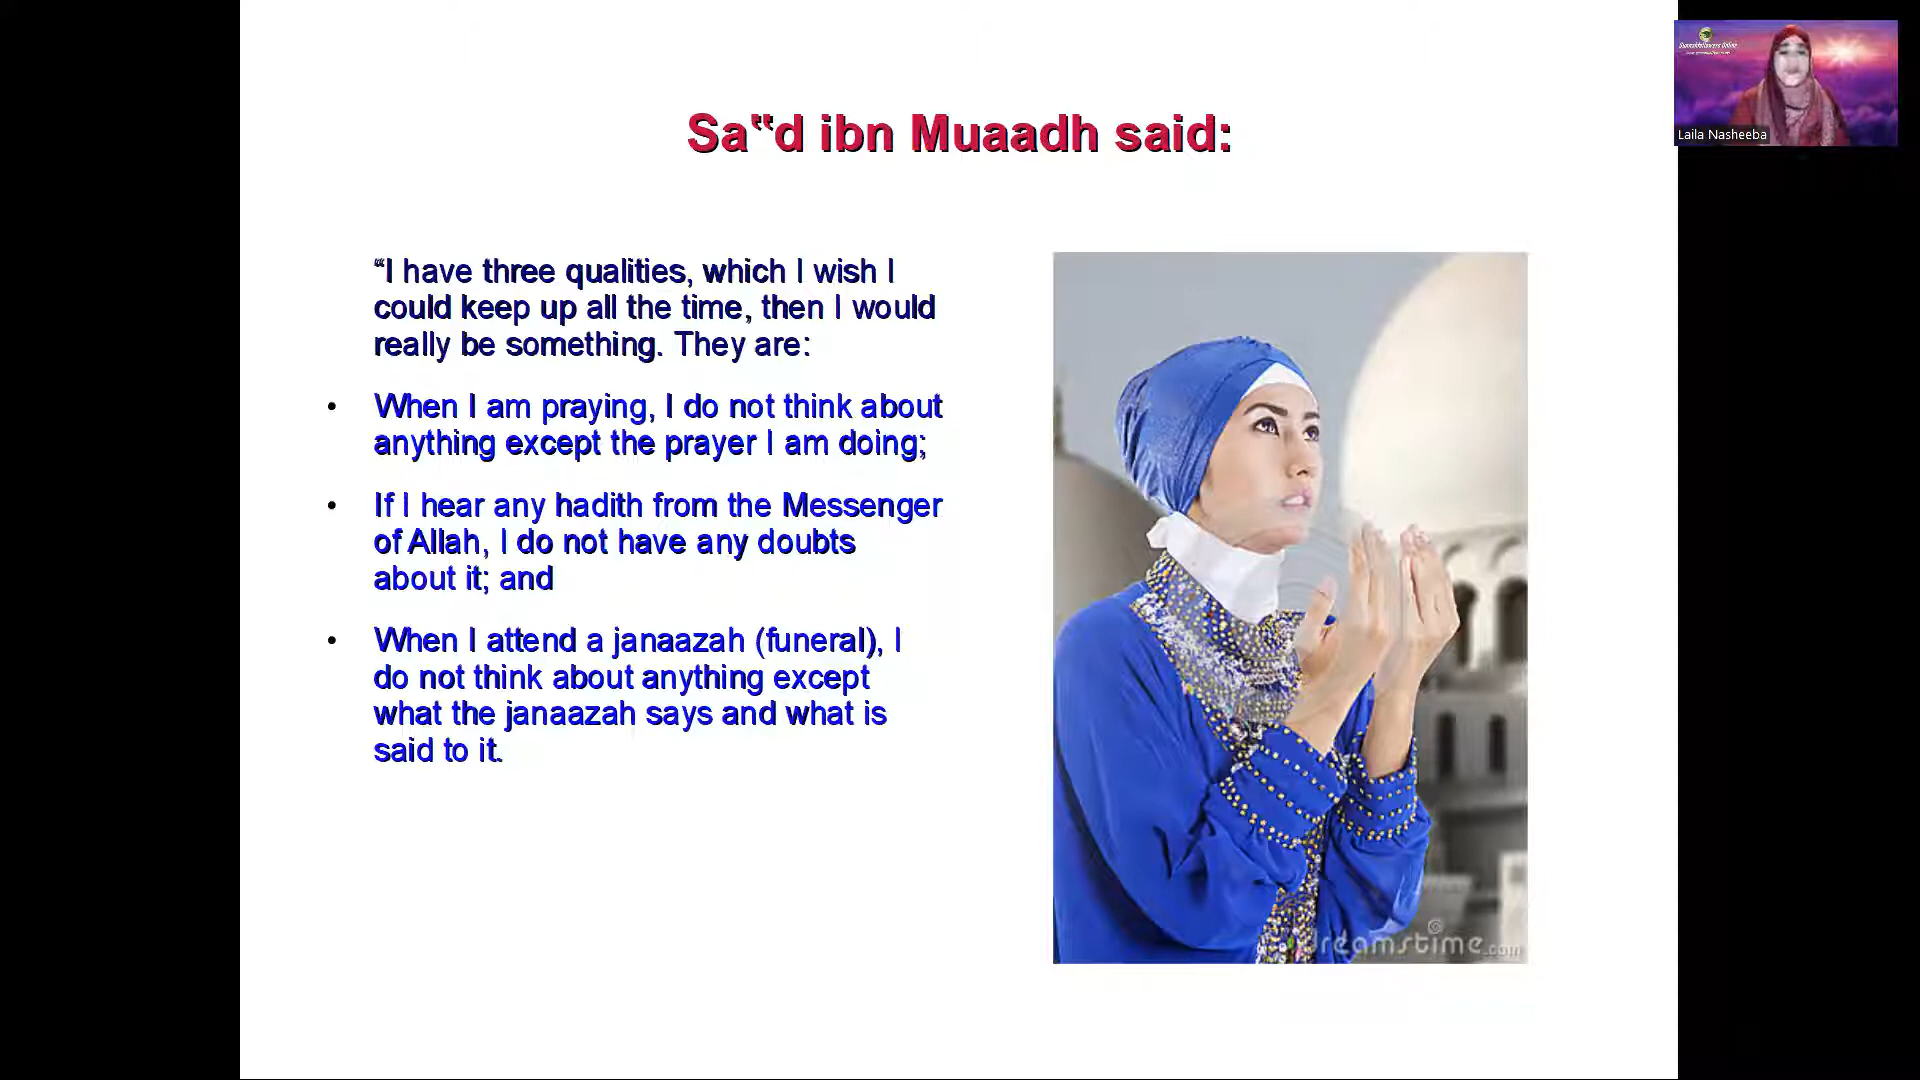 Sa‟d ibn Muaadh said:
“I have three qualities, which I wish I
could keep up all the time, then I would
really be something. They are:
• When I am praying, I do not think about
anything except the prayer I am doing;
• If I hear any hadith from the Messenger
of Allah, I do not have any doubts
about it; and
• When I attend a janaazah (funeral), I
do not think about anything except
what the janaazah says and what is
said to it.
dreamstime.com
Sunnahfollowers Online
Laila Nasheeba